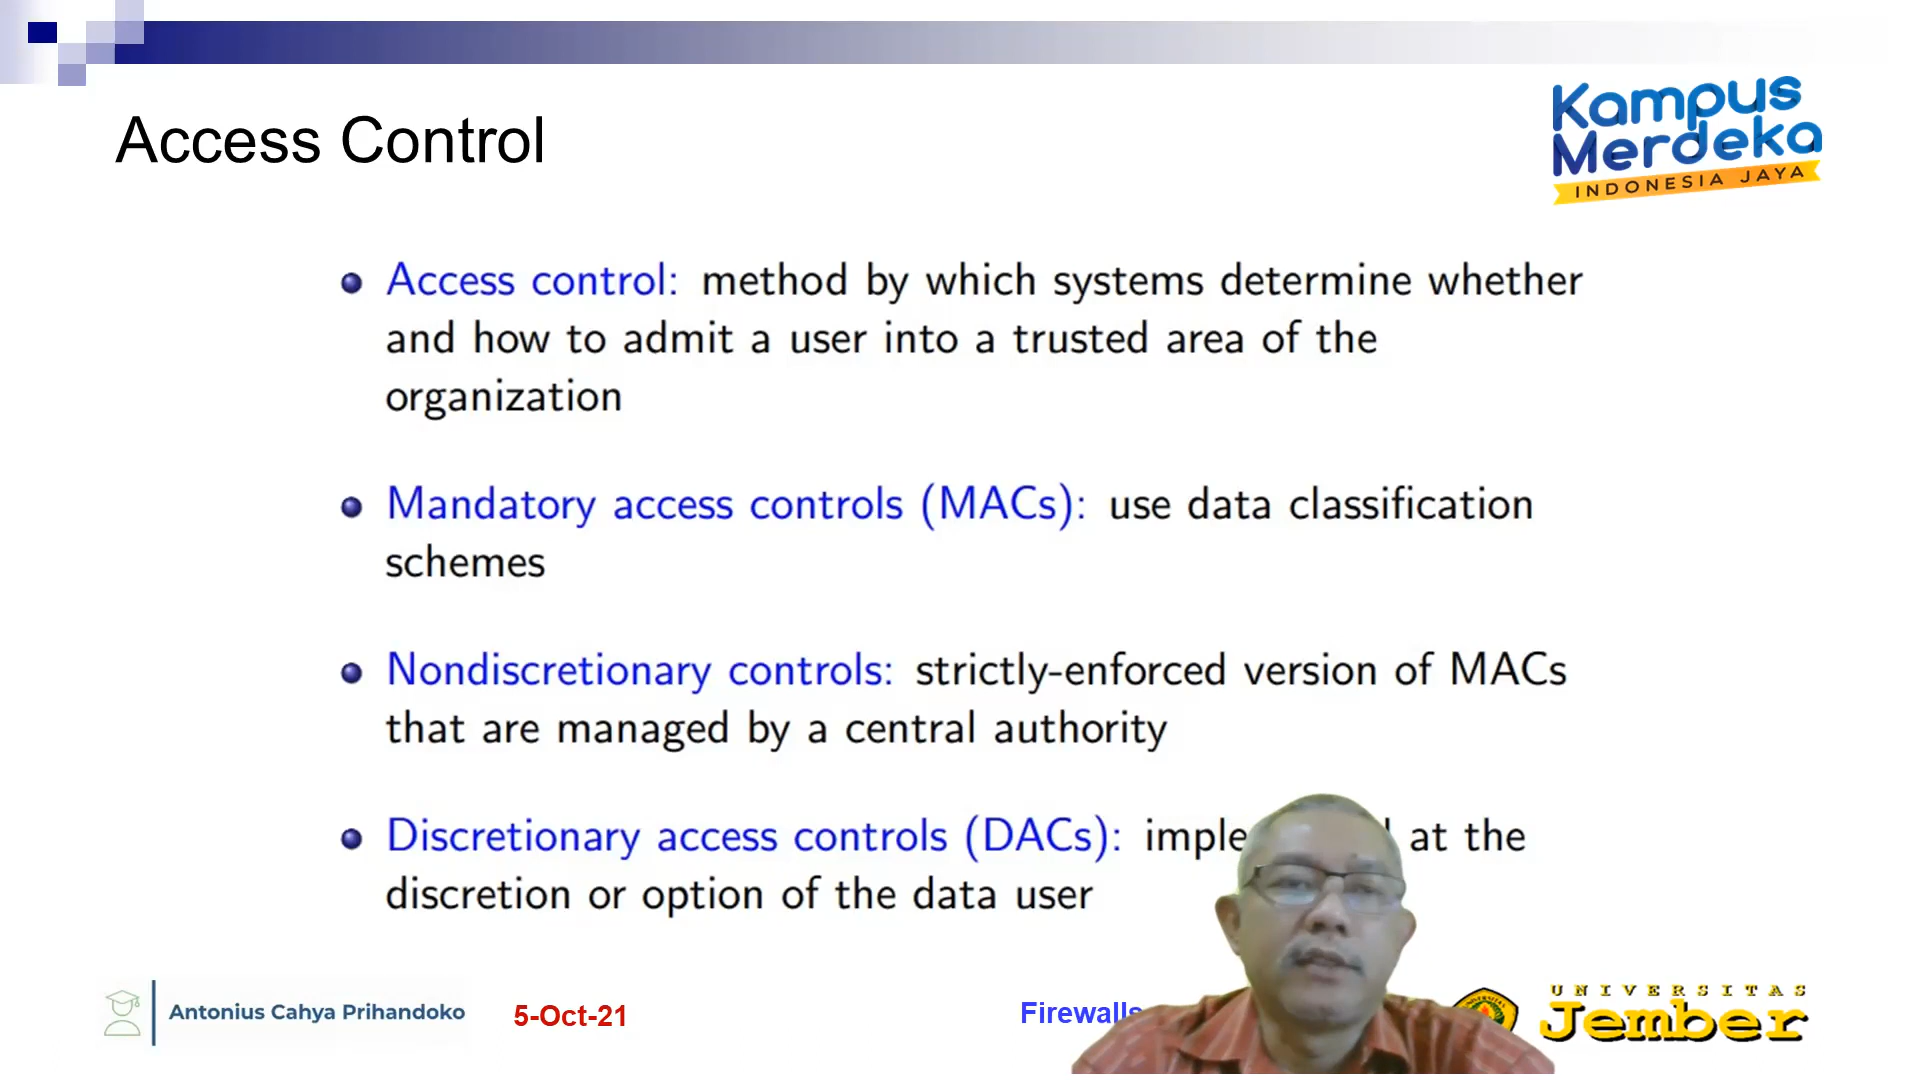 Access Control
Kampus
Merdeka
INDONESIA JAYA
Access control: method by which systems determine whether
and how to admit a user into a trusted area of the
organization
Mandatory access controls (MACs): use data classification
schemes
Nondiscretionary controls: strictly-enforced version of MACs
that are managed by a central authority
Discretionary access controls (DACs): at the
discretion or option of the data user
Antonius Cahya Prihandoko
5-Oct-21
Firewalls
UNIVERSITAS
Jember